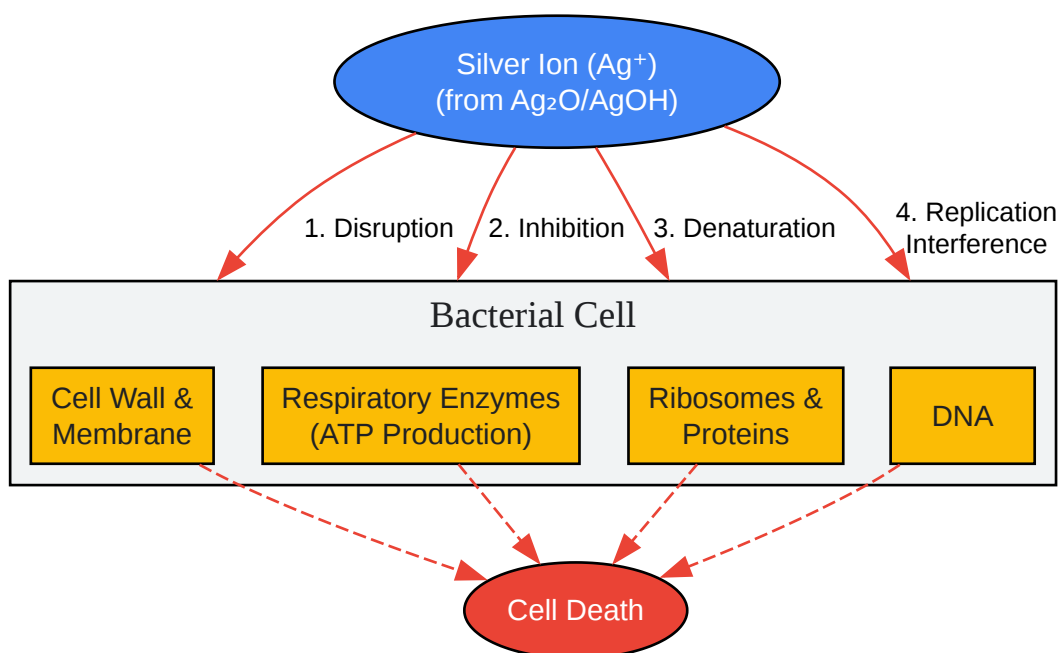 Silver Ion (Ag⁺)
(from Ag₂O/AgOH)
1. Disruption
2. Inhibition
3. Denaturation
4. Replication
Interference
Bacterial Cell
Cell Wall &
Membrane
Respiratory Enzymes
(ATP Production)
Ribosomes &
Proteins
DNA
Cell Death